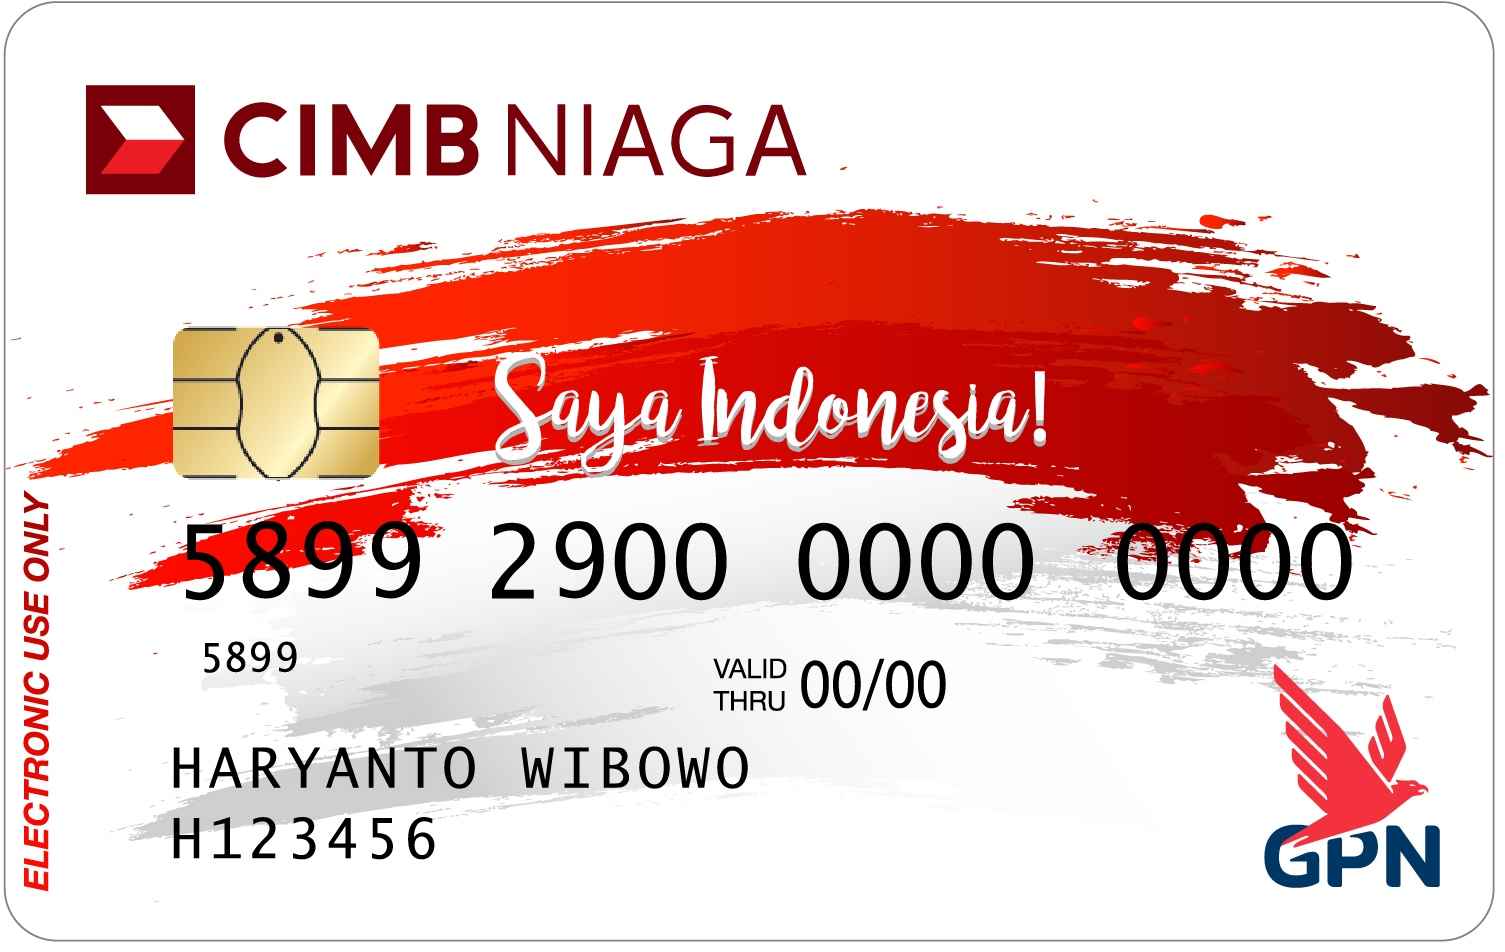 CIMB NIAGA
Saya Indonesia!
5899 2900 0000 0000
5899
VALID
THRU 00/00
HARYANTO WIBOWO
H123456
ELECTRONIC USE ONLY
GPN